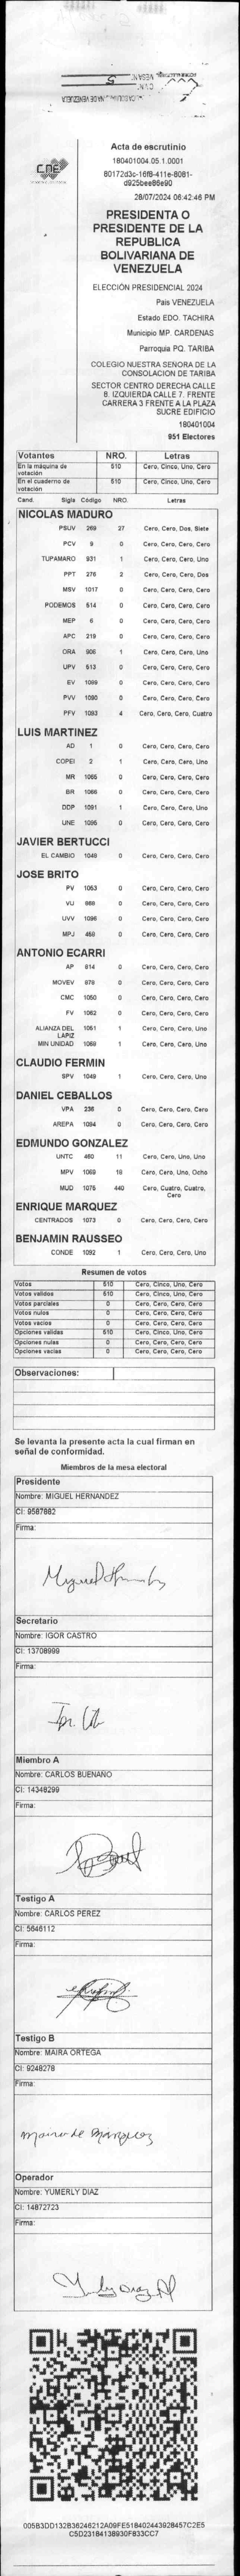 CNE
Acta de escrutinio
180401004.05.1.0001
80172d3c-16f8-411e-8081-
d925bee86e90
28/07/2024 06:42:46 PM
PRESIDENTA O
PRESIDENTE DE LA
REPUBLICA
BOLIVARIANA DE
VENEZUELA
ELECCIÓN PRESIDENCIAL 2024
País VENEZUELA
Estado EDO. TACHIRA
Municipio MP. CARDENAS
Parroquia PQ. TARIBA
COLEGIO NUESTRA SEÑORA DE LA
CONSOLACION DE TARIBA
SECTOR CENTRO DERECHA CALLE
8. IZQUIERDA CALLE 7. FRENTE
CARRERA 3 FRENTE A LA PLAZA
SUCRE EDIFICIO
180401004
951 Electores
Votantes NRO. Letras
En la máquina de votación 510 Cero, Cinco, Uno, Cero
En el cuaderno de votación 510 Cero, Cinco, Uno, Cero
Cand. Sigla Código NRO. Letras
NICOLAS MADURO
PSUV 269 27 Cero, Cero, Dos, Siete
PCV 9 0 Cero, Cero, Cero, Cero
TUPAMARO 931 1 Cero, Cero, Cero, Uno
PPT 276 2 Cero, Cero, Cero, Dos
MSV 1017 0 Cero, Cero, Cero, Cero
PODEMOS 514 0 Cero, Cero, Cero, Cero
MEP 6 0 Cero, Cero, Cero, Cero
APC 219 0 Cero, Cero, Cero, Cero
ORA 906 1 Cero, Cero, Cero, Uno
UPV 513 0 Cero, Cero, Cero, Cero
EV 1089 0 Cero, Cero, Cero, Cero
PVV 1090 0 Cero, Cero, Cero, Cero
PFV 1093 4 Cero, Cero, Cero, Cuatro
LUIS MARTINEZ
AD 1 0 Cero, Cero, Cero, Cero
COPEI 2 1 Cero, Cero, Cero, Uno
MR 1065 0 Cero, Cero, Cero, Cero
BR 1066 0 Cero, Cero, Cero, Cero
DDP 1091 1 Cero, Cero, Cero, Uno
UNE 1095 0 Cero, Cero, Cero, Cero
JAVIER BERTUCCI
EL CAMBIO 1048 0 Cero, Cero, Cero, Cero
JOSE BRITO
PV 1053 0 Cero, Cero, Cero, Cero
VU 868 0 Cero, Cero, Cero, Cero
UVV 1096 0 Cero, Cero, Cero, Cero
MPJ 458 0 Cero, Cero, Cero, Cero
ANTONIO ECARRI
AP 814 0 Cero, Cero, Cero, Cero
MOVEV 978 0 Cero, Cero, Cero, Cero
CMC 1050 0 Cero, Cero, Cero, Cero
FV 1052 0 Cero, Cero, Cero, Cero
ALIANZA DEL LAPIZ 1051 1 Cero, Cero, Cero, Uno
MIN UNIDAD 1068 1 Cero, Cero, Cero, Uno
CLAUDIO FERMIN
SPV 1049 1 Cero, Cero, Cero, Uno
DANIEL CEBALLOS
VPA 236 0 Cero, Cero, Cero, Cero
AREPA 1094 0 Cero, Cero, Cero, Cero
EDMUNDO GONZALEZ
UNTC 460 11 Cero, Cero, Uno, Uno
MPV 1069 18 Cero, Cero, Uno, Ocho
MUD 1075 440 Cero, Cuatro, Cuatro, Cero
ENRIQUE MARQUEZ
CENTRADOS 1073 0 Cero, Cero, Cero, Cero
BENJAMIN RAUSSEO
CONDE 1092 1 Cero, Cero, Cero, Uno
Resumen de votos
Votos 510 Cero, Cinco, Uno, Cero
Votos validos 510 Cero, Cinco, Uno, Cero
Votos parciales 0 Cero, Cero, Cero, Cero
Votos nulos 0 Cero, Cero, Cero, Cero
Votos vacios 0 Cero, Cero, Cero, Cero
Opciones validas 510 Cero, Cinco, Uno, Cero
Opciones nulas 0 Cero, Cero, Cero, Cero
Opciones vacias 0 Cero, Cero, Cero, Cero
Observaciones:
Se levanta la presente acta la cual firman en
señal de conformidad.
Miembros de la mesa electoral
Presidente
Nombre: MIGUEL HERNANDEZ
CI: 9587882
Firma:
Secretario
Nombre: IGOR CASTRO
CI: 13708999
Firma:
Miembro A
Nombre: CARLOS BUENAÑO
CI: 14348299
Firma:
Testigo A
Nombre: CARLOS PEREZ
CI: 5646112
Firma:
Testigo B
Nombre: MAIRA ORTEGA
CI: 9248278
Firma:
Maira de Marquez
Operador
Nombre: YUMERLY DIAZ
CI: 14872723
Firma:
005B3DD132B36246212A09FE518402443928457C2E5
C5D23184138930F833CC7